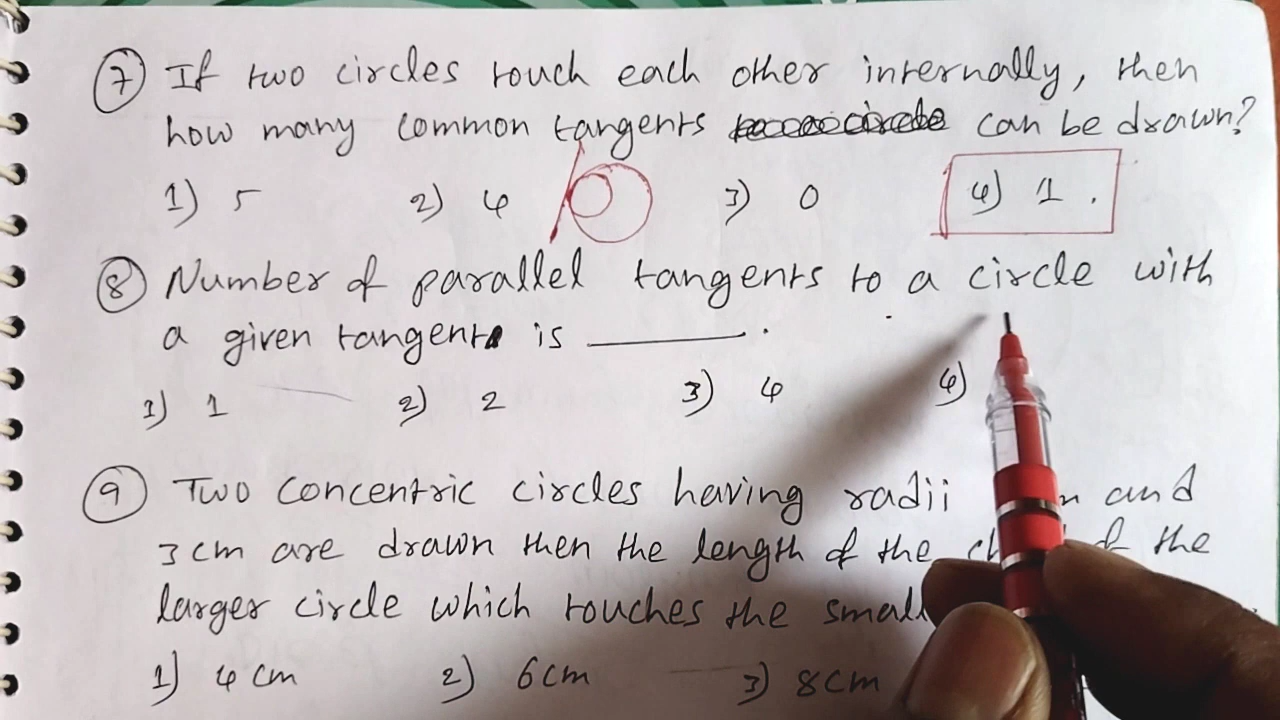 7 If two circles touch each other internally, then
how many common tangents can be drawn?
1) 5 2) 4 3) 0 4) 1.
8 Number of parallel tangents to a circle with
a given tangent is ______.
1) 1 2) 2 3) 4 4)
9 Two concentric circles having radii and
3 cm are drawn then the length of the of the
larger circle which touches the
1) 4 cm 2) 6cm 3) 8cm